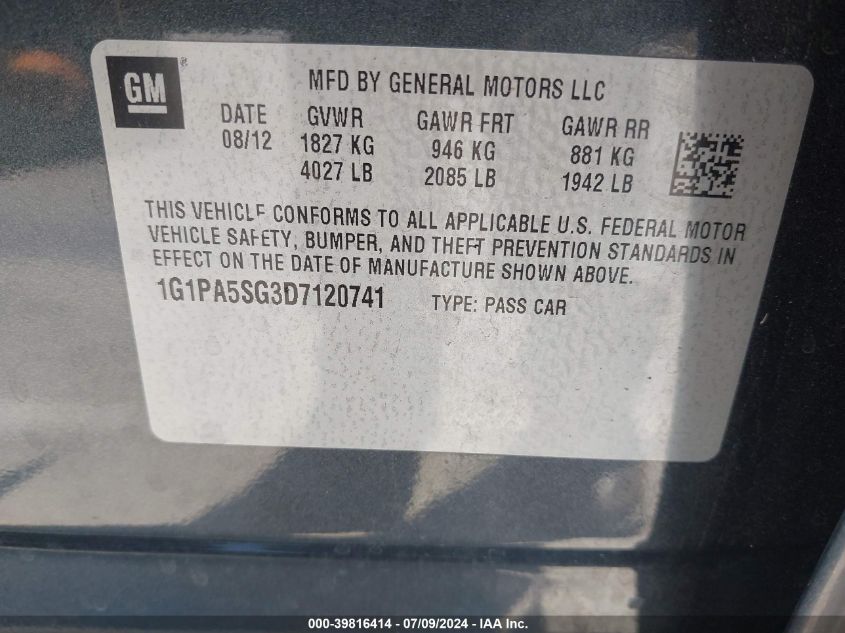 GM®
MFD BY GENERAL MOTORS LLC
DATE GVWR GAWR FRT GAWR RR
08/12 1827 KG 946 KG 881 KG
4027 LB 2085 LB 1942 LB
THIS VEHICLE CONFORMS TO ALL APPLICABLE U.S. FEDERAL MOTOR
VEHICLE SAFETY, BUMPER, AND THEFT PREVENTION STANDARDS IN
EFFECT ON THE DATE OF MANUFACTURE SHOWN ABOVE.
1G1PA5SG3D7120741 TYPE: PASS CAR
000-39816414 - 07/09/2024 - IAAI Inc.